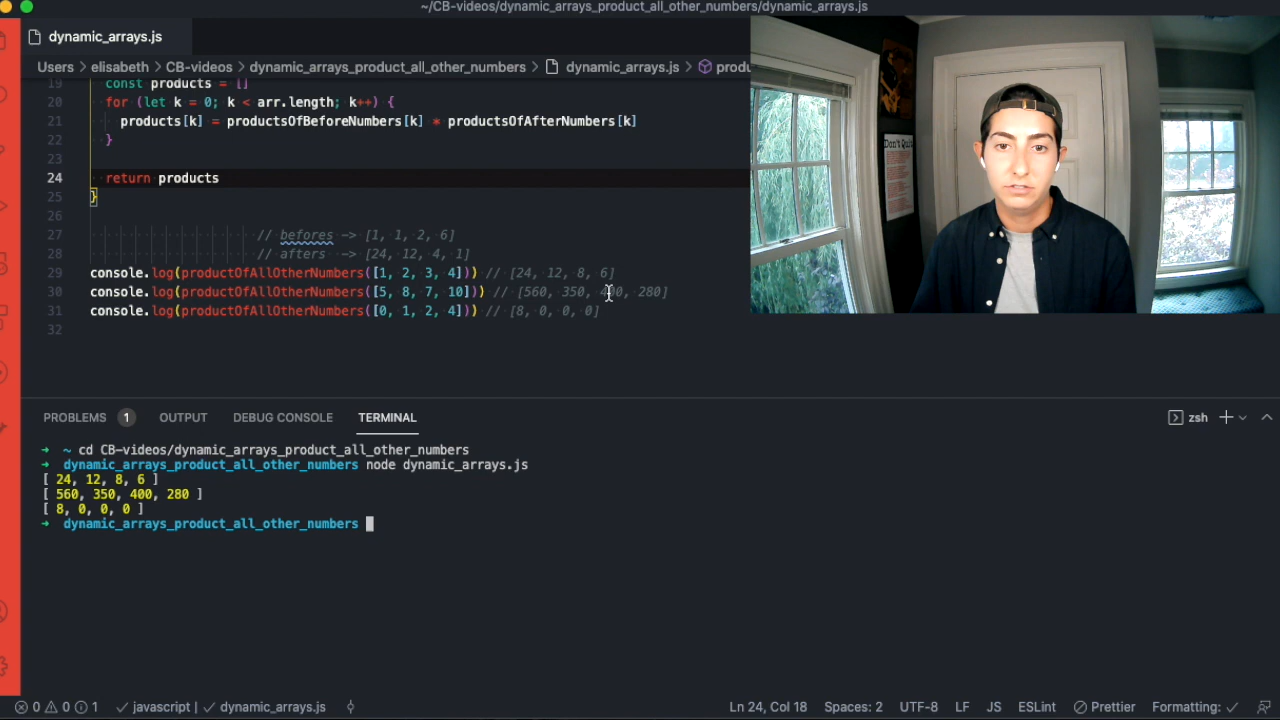 ~/CB-videos/dynamic_arrays_product_all_other_numbers/dynamic_arrays.js
dynamic_arrays.js
Users > elisabeth > CB-videos > dynamic_arrays_product_all_other_numbers > dynamic_arrays.js >
19 const products = []
20 for (let k = 0; k < arr.length; k++) {
21 products[k] = productsOfBeforeNumbers[k] * productsOfAfterNumbers[k]
22 }
23
24 return products
25 }
26
27 // befores -> [1, 1, 2, 6]
28 // afters -> [24, 12, 4, 1]
29 console.log(productOfAllOtherNumbers([1, 2, 3, 4])) // [24, 12, 8, 6]
30 console.log(productOfAllOtherNumbers([5, 8, 7, 10])) // [560, 350, 400, 280]
31 console.log(productOfAllOtherNumbers([0, 1, 2, 4])) // [8, 0, 0, 0]
32
Don't Quit
PROBLEMS 1 OUTPUT DEBUG CONSOLE TERMINAL zsh
→ ~ cd CB-videos/dynamic_arrays_product_all_other_numbers
→ dynamic_arrays_product_all_other_numbers node dynamic_arrays.js
[ 24, 12, 8, 6 ]
[ 560, 350, 400, 280 ]
[ 8, 0, 0, 0 ]
→ dynamic_arrays_product_all_other_numbers
0 0 1 javascript | dynamic_arrays.js Ln 24, Col 18 Spaces: 2 UTF-8 LF JS ESLint Prettier Formatting: